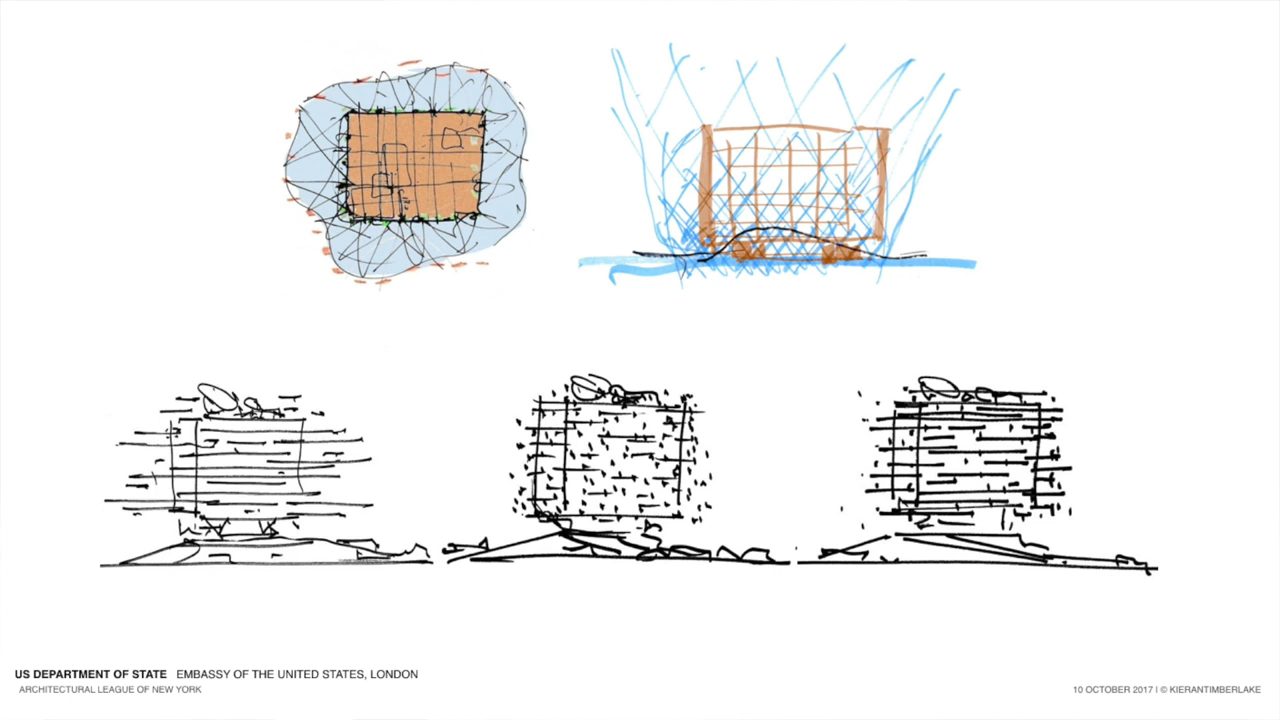 US DEPARTMENT OF STATE EMBASSY OF THE UNITED STATES, LONDON
ARCHITECTURAL LEAGUE OF NEW YORK
10 OCTOBER 2017 | © KIERANTIMBERLAKE